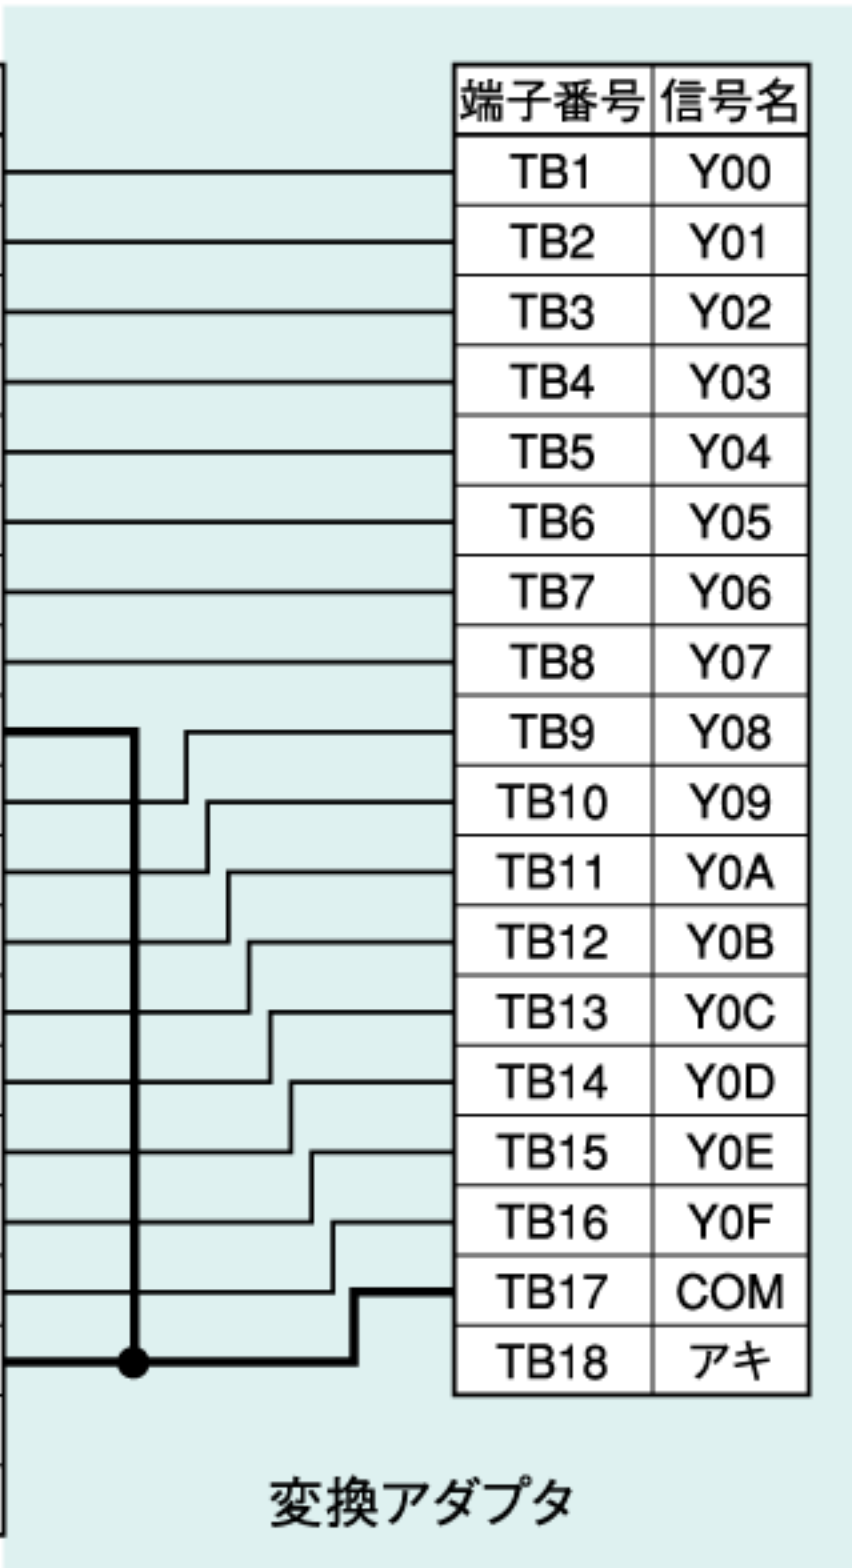 端子番号 信号名
TB1 Y00
TB2 Y01
TB3 Y02
TB4 Y03
TB5 Y04
TB6 Y05
TB7 Y06
TB8 Y07
TB9 Y08
TB10 Y09
TB11 Y0A
TB12 Y0B
TB13 Y0C
TB14 Y0D
TB15 Y0E
TB16 Y0F
TB17 COM
TB18 アキ
変換アダプタ